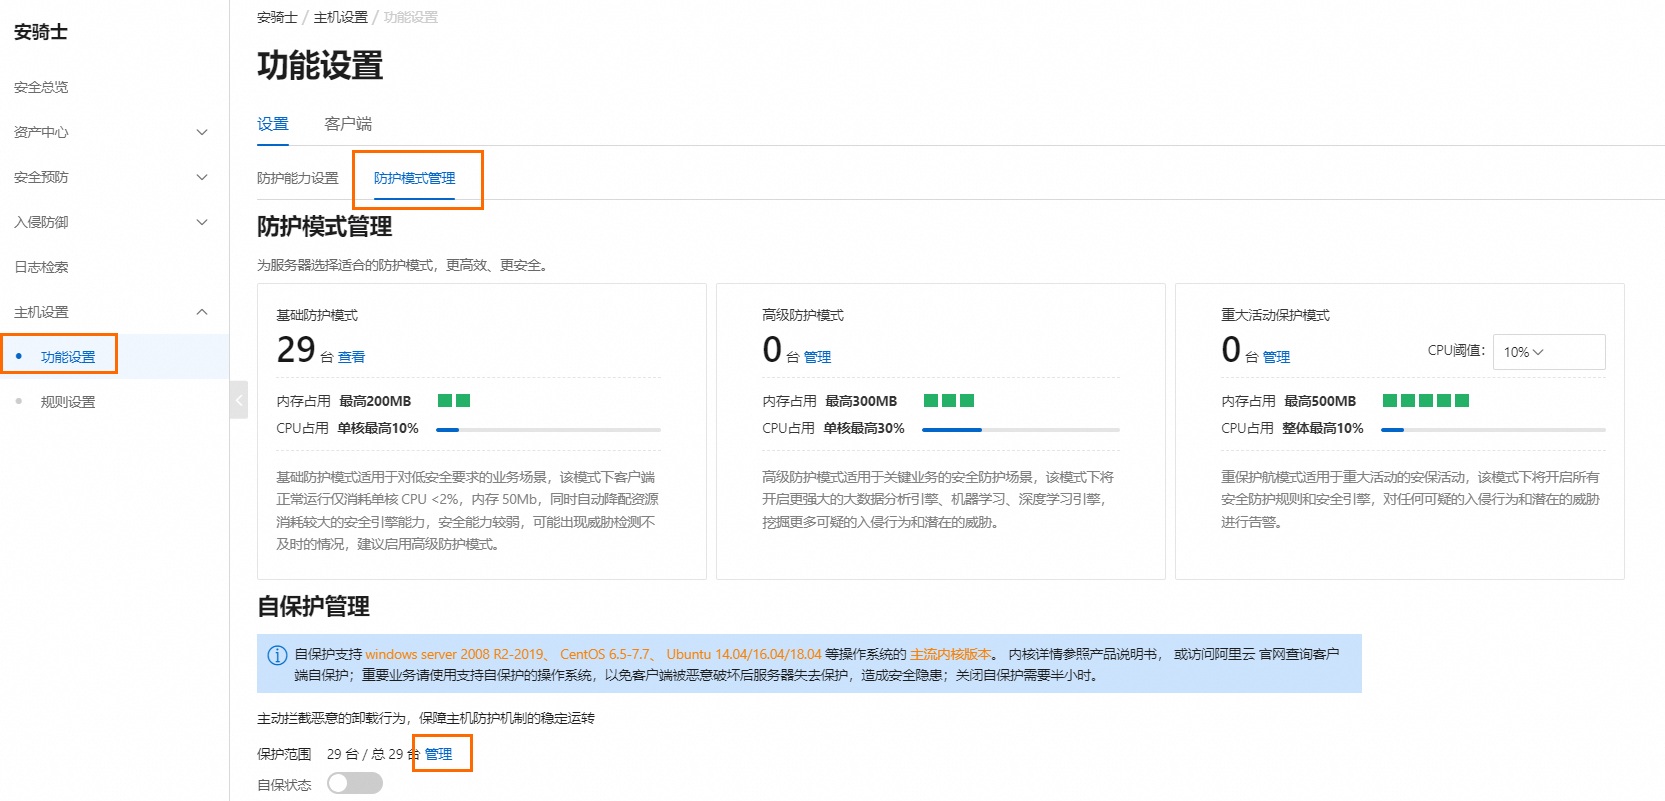 安骑士
安全总览
资产中心
安全预防
入侵防御
日志检索
主机设置
功能设置
规则设置
安骑士 / 主机设置 / 功能设置
功能设置
设置 客户端
防护能力设置 防护模式管理
防护模式管理
为服务器选择适合的防护模式，更高效、更安全。
基础防护模式
29 台 查看
内存占用 最高200MB
CPU占用 单核最高10%
基础防护模式适用于对低安全要求的业务场景，该模式下客户端
正常运行仅消耗单核 CPU <2%，内存 50Mb，同时自动降配资源
消耗较大的安全引擎能力，安全能力较弱，可能出现威胁检测不
及时的情况，建议启用高级防护模式。
高级防护模式
0 台 管理
内存占用 最高300MB
CPU占用 单核最高30%
高级防护模式适用于关键业务的安全防护场景，该模式下将
开启更强大的大数据分析引擎、机器学习、深度学习引擎，
挖掘更多可疑的入侵行为和潜在的威胁。
重大活动保护模式
0 台 管理
CPU阈值： 10%
内存占用 最高500MB
CPU占用 整体最高10%
重保护航模式适用于重大活动的安保活动，该模式下将开启所有
安全防护规则和安全引擎，对任何可疑的入侵行为和潜在的威胁
进行告警。
自保护管理
自保护支持 windows server 2008 R2-2019、 CentOS 6.5-7.7、 Ubuntu 14.04/16.04/18.04 等操作系统的 主流内核版本。 内核详情参照产品说明书， 或访问阿里云 官网查询客户
端自保护；重要业务请使用支持自保护的操作系统，以免客户端被恶意破坏后服务器失去保护，造成安全隐患；关闭自保护需要半小时。
主动拦截恶意的卸载行为，保障主机防护机制的稳定运转
保护范围 29 台 / 总 29 台 管理
自保状态